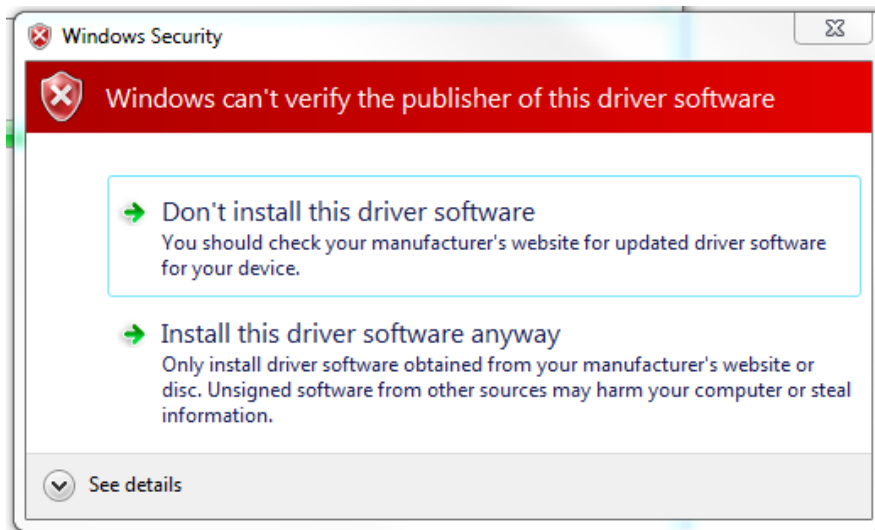 Windows Security
Windows can't verify the publisher of this driver software
Don't install this driver software
You should check your manufacturer's website for updated driver software
for your device.
Install this driver software anyway
Only install driver software obtained from your manufacturer's website or
disc. Unsigned software from other sources may harm your computer or steal
information.
See details